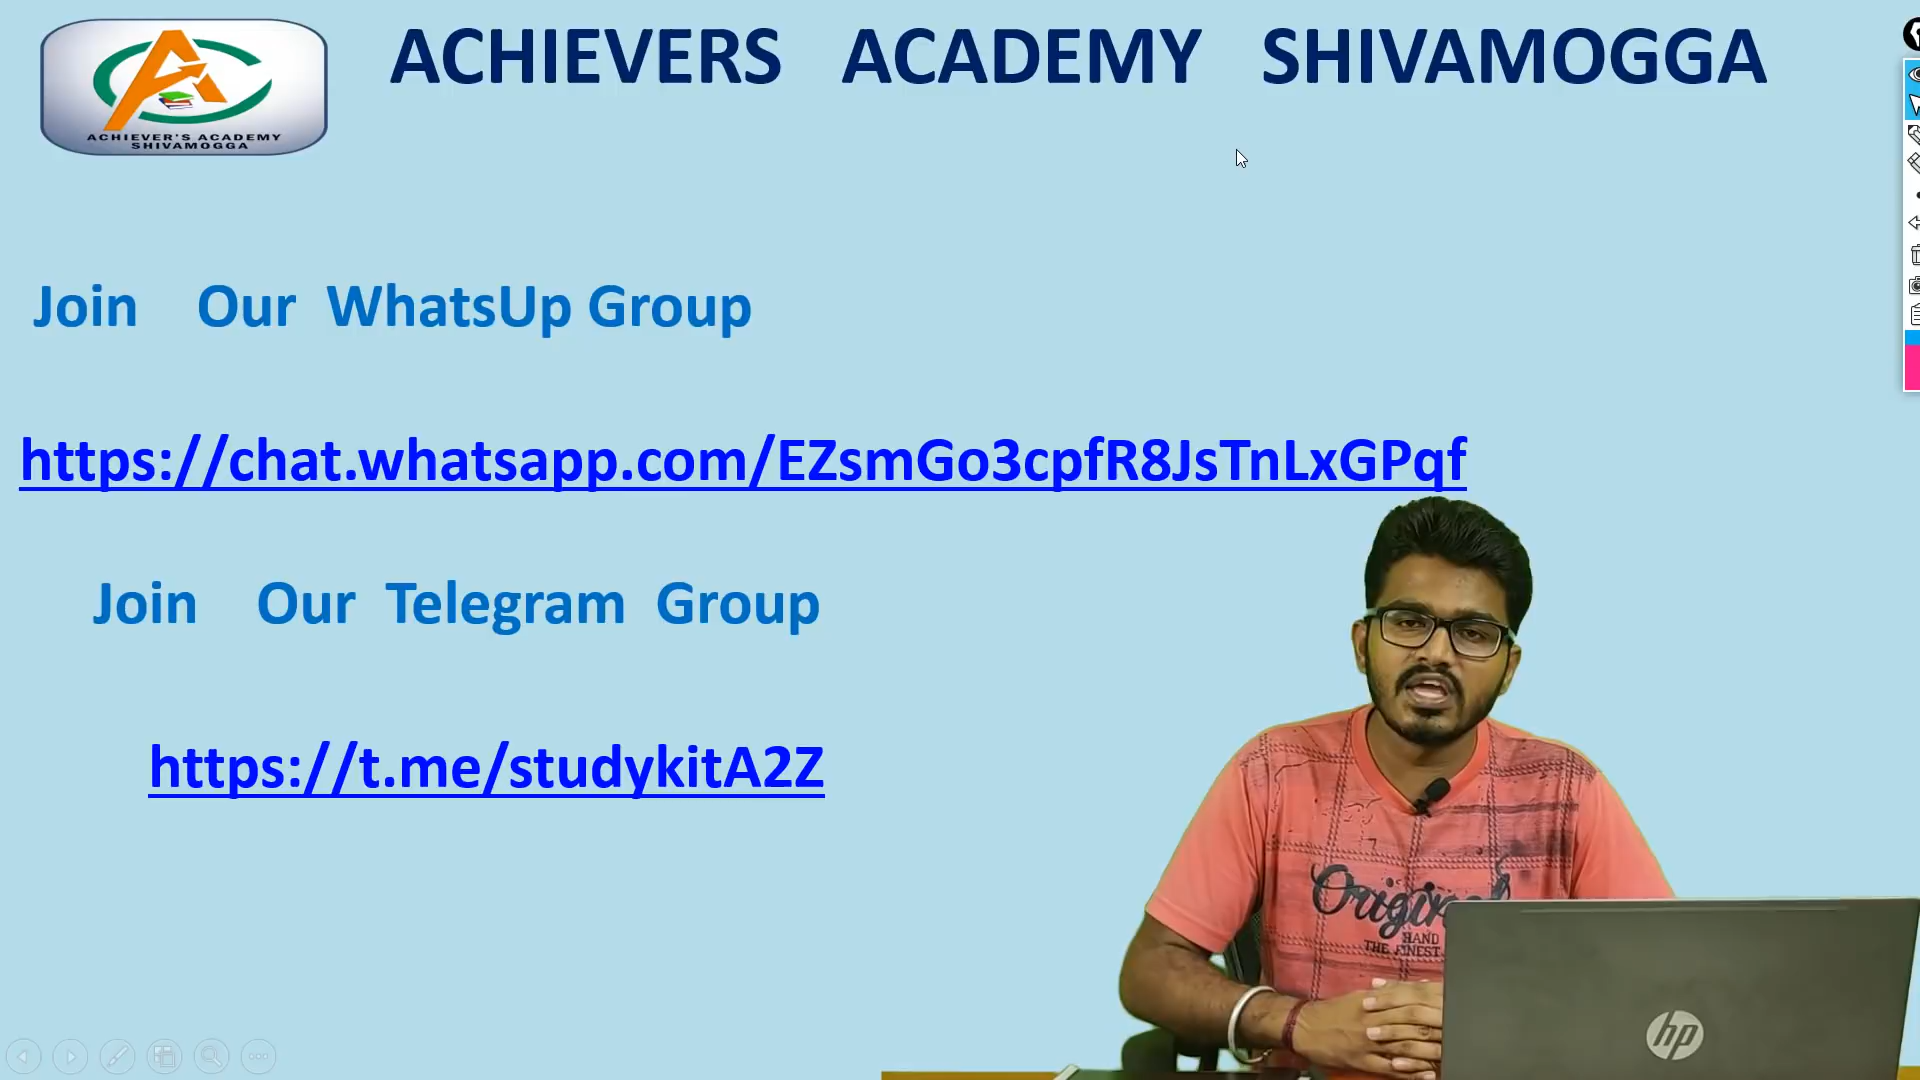 ACHIEVERS ACADEMY SHIVAMOGGA
ACHIEVER'S ACADEMY
SHIVAMOGGA
Join Our WhatsUp Group
https://chat.whatsapp.com/EZsmGo3cpfR8JsTnLxGPqf
Join Our Telegram Group
https://t.me/studykitA2Z
Original
HAND
THE FINEST
hp